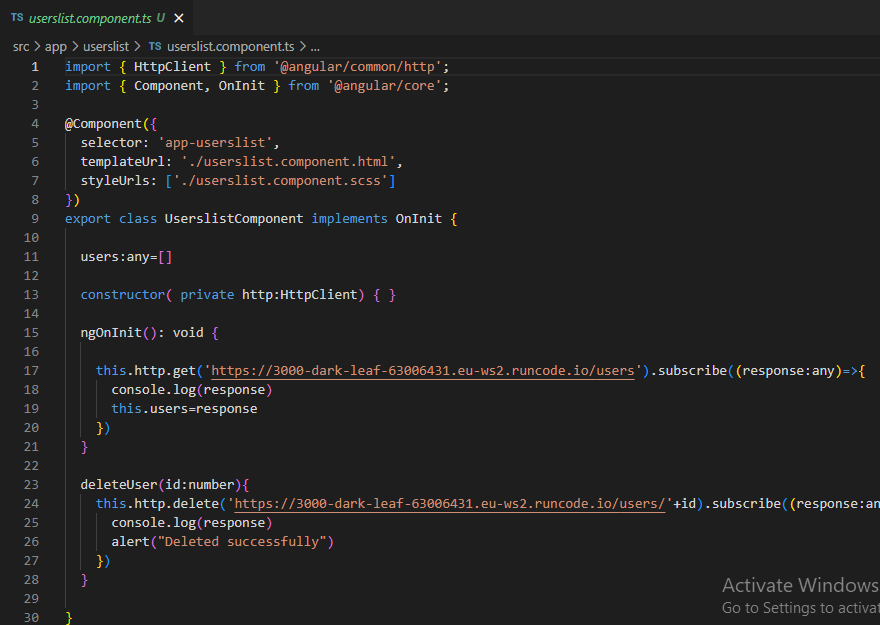 TS userslist.component.ts U ✕
src > app > userslist > TS userslist.component.ts > ...
1 import { HttpClient } from '@angular/common/http';
2 import { Component, OnInit } from '@angular/core';
3
4 @Component({
5 selector: 'app-userslist',
6 templateUrl: './userslist.component.html',
7 styleUrls: ['./userslist.component.scss']
8 })
9 export class UserslistComponent implements OnInit {
10
11 users:any=[]
12
13 constructor( private http:HttpClient) { }
14
15 ngOnInit(): void {
16
17 this.http.get('https://3000-dark-leaf-63006431.eu-ws2.runcode.io/users').subscribe((response:any)=>{
18 console.log(response)
19 this.users=response
20 })
21 }
22
23 deleteUser(id:number){
24 this.http.delete('https://3000-dark-leaf-63006431.eu-ws2.runcode.io/users/'+id).subscribe((response:an
25 console.log(response)
26 alert("Deleted successfully")
27 })
28 }
29
30 }
Activate Windows
Go to Settings to activat